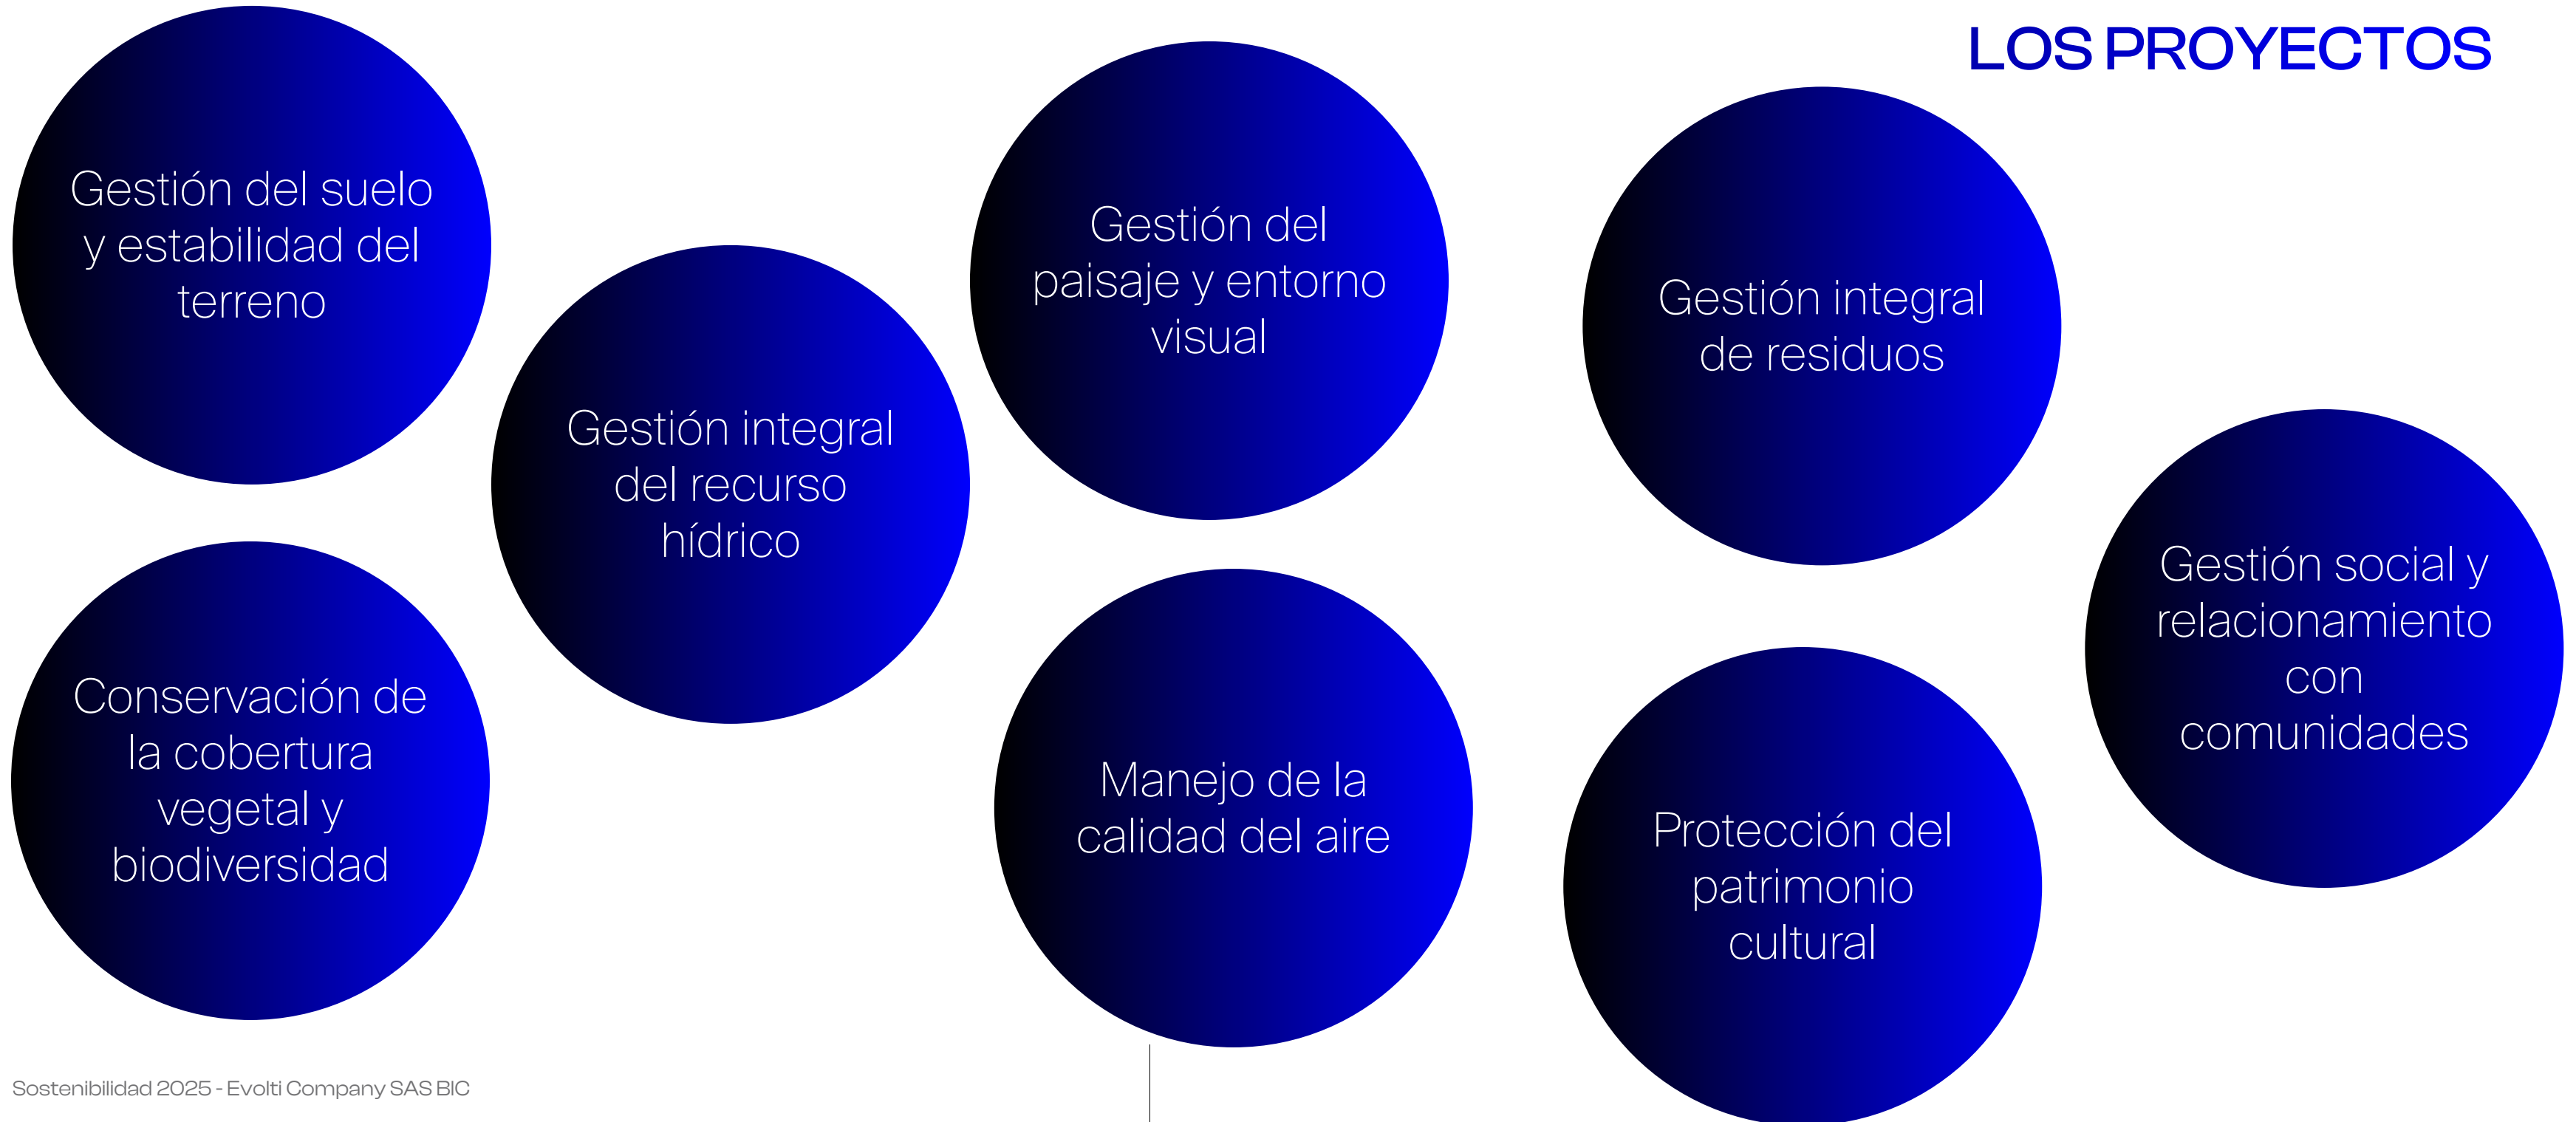 LOS PROYECTOS
Gestión del suelo
y estabilidad del
terreno
Conservación de
la cobertura
vegetal y
biodiversidad
Gestión integral
del recurso
hídrico
Gestión del
paisaje y entorno
visual
Manejo de la
calidad del aire
Gestión integral
de residuos
Protección del
patrimonio
cultural
Gestión social y
relacionamiento
con
comunidades
Sostenibilidad 2025 - Evolti Company SAS BIC